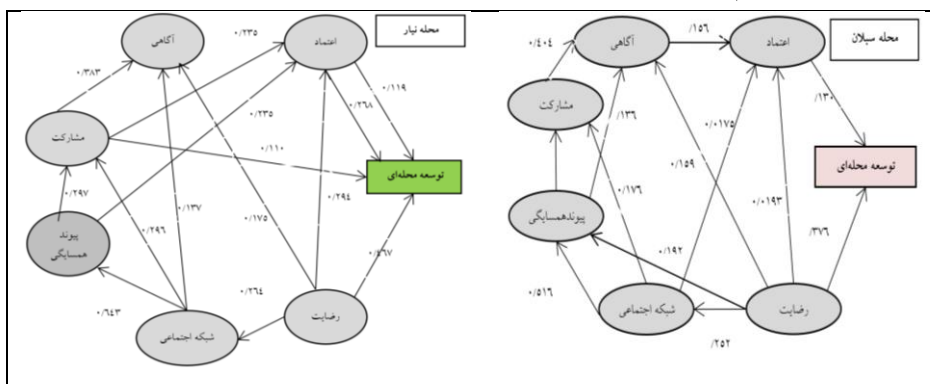 محله سبلان
۰/۴۰۴
آگاهی
/۱۵۶
اعتماد
مشارکت
/۱۳۶
۰/۰۱۷۵
/۱۳۰
توسعه محله‌ای
۰/۱۷۶
۰/۱۵۹
۰/۰۱۹۳
پیوندهمسایگی
۰/۱۹۲
/۳۷۶
۰/۵۱۶
شبکه اجتماعی
رضایت
/۲۵۲
محله نیار
آگاهی
۰/۲۳۵
اعتماد
۰/۳۸۳
۰/۱۱۹
مشارکت
۰/۲۳۵
۰/۲۶۸
۰/۱۱۰
توسعه محله‌ای
۰/۲۹۷
۰/۱۳۷
۰/۱۷۵
۰/۲۹۴
پیوند
همسایگی
۰/۲۹۶
۰/۴۶۷
۰/۶۴۳
۰/۲۶۴
شبکه اجتماعی
رضایت